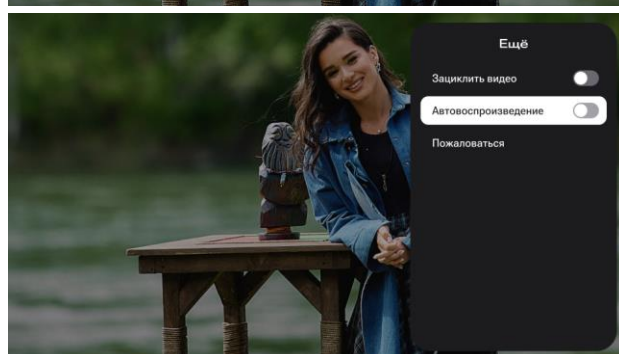 Ещё
Зациклить видео
Автовоспроизведение
Пожаловаться